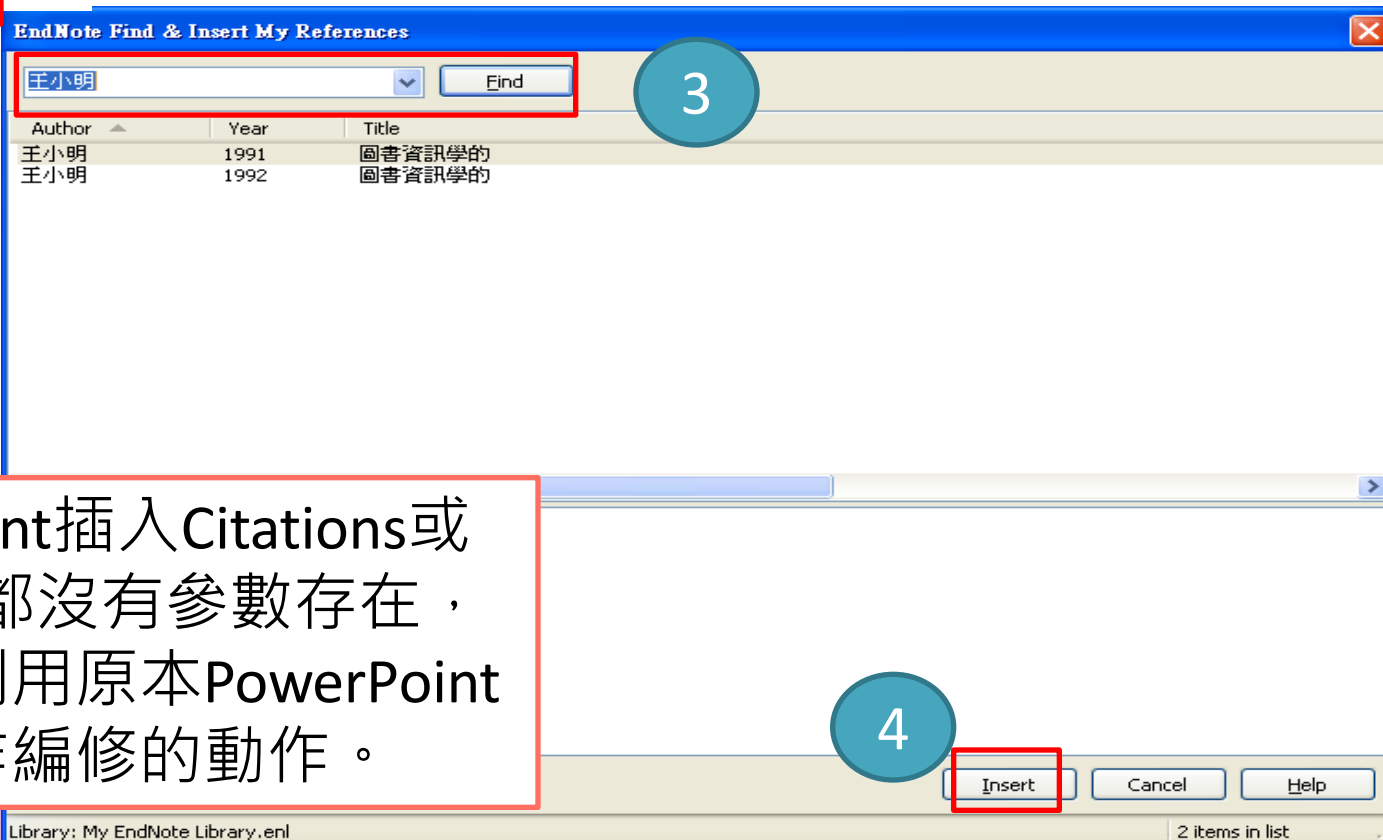 EndNote Find & Insert My References
王小明 Find
3
Author Year Title
王小明 1991 圖書資訊學的
王小明 1992 圖書資訊學的
nt插入Citations或
都沒有參數存在，
用原本PowerPoint
編修的動作。
4
Insert Cancel Help
Library: My EndNote Library.enl 2 items in list